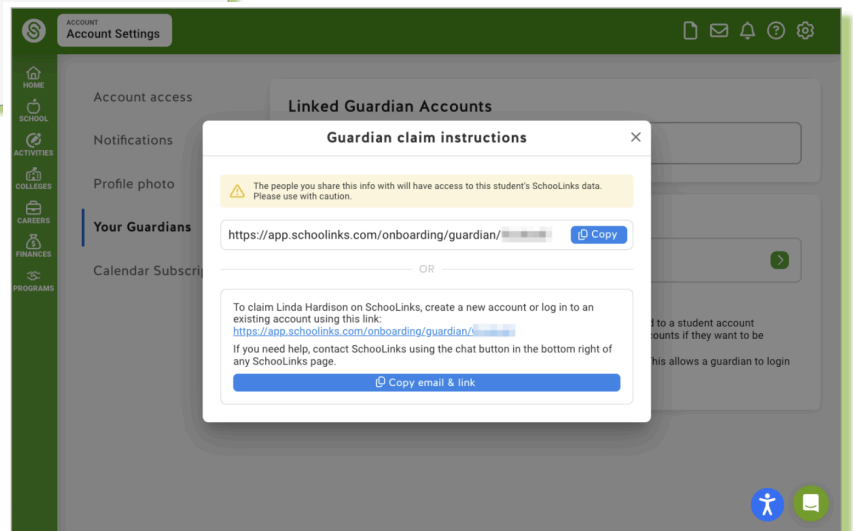 ACCOUNT
Account Settings
HOME
SCHOOL
ACTIVITIES
COLLEGES
CAREERS
FINANCES
PROGRAMS
Account access
Notifications
Profile photo
Your Guardians
Calendar Subscri
Linked Guardian Accounts
Guardian claim instructions
The people you share this info with will have access to this student's SchooLinks data.
Please use with caution.
https://app.schoolinks.com/onboarding/guardian/
Copy
OR
To claim Linda Hardison on SchooLinks, create a new account or log in to an
existing account using this link:
https://app.schoolinks.com/onboarding/guardian/
If you need help, contact SchooLinks using the chat button in the bottom right of
any SchooLinks page.
Copy email & link
to a student account
counts if they want to be
his allows a guardian to login